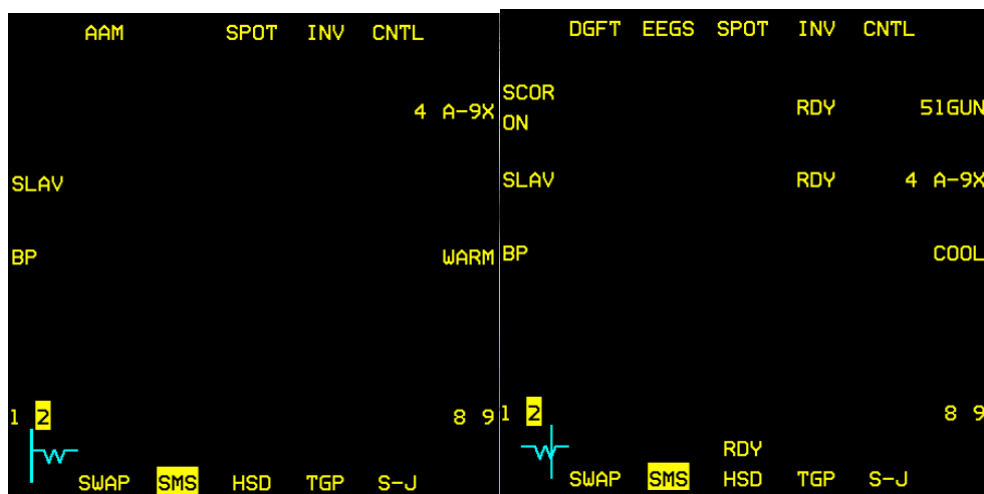 AAM SPOT INV CNTL
4 A-9X
SLAV
BP WARM
1 2 8 9
SWAP SMS HSD TGP S-J
DGFT EEGS SPOT INV CNTL
SCOR RDY 51GUN
ON
SLAV RDY 4 A-9X
BP COOL
1 2 8 9
RDY
SWAP SMS HSD TGP S-J